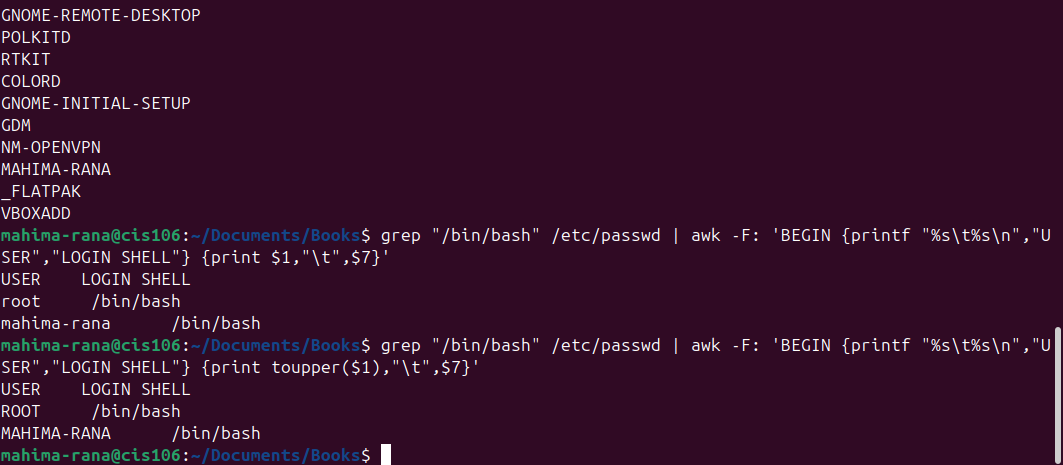 GNOME-REMOTE-DESKTOP
POLKITD
RTKIT
COLORD
GNOME-INITIAL-SETUP
GDM
NM-OPENVPN
MAHIMA-RANA
_FLATPAK
VBOXADD
mahima-rana@cis106:~/Documents/Books$ grep "/bin/bash" /etc/passwd | awk -F: 'BEGIN {printf "%s\t%s\n","U
SER","LOGIN SHELL"} {print $1,"\t",$7}'
USER    LOGIN SHELL
root     /bin/bash
mahima-rana      /bin/bash
mahima-rana@cis106:~/Documents/Books$ grep "/bin/bash" /etc/passwd | awk -F: 'BEGIN {printf "%s\t%s\n","U
SER","LOGIN SHELL"} {print toupper($1),"\t",$7}'
USER    LOGIN SHELL
ROOT     /bin/bash
MAHIMA-RANA      /bin/bash
mahima-rana@cis106:~/Documents/Books$